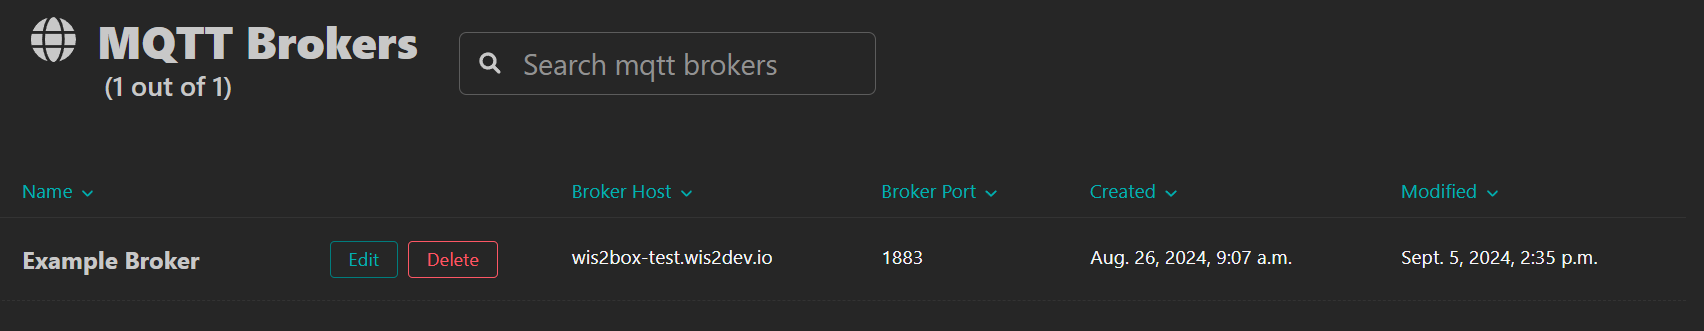 MQTT Brokers
(1 out of 1)
Search mqtt brokers
Name Broker Host Broker Port Created Modified
Example Broker Edit Delete wis2box-test.wis2dev.io 1883 Aug. 26, 2024, 9:07 a.m. Sept. 5, 2024, 2:35 p.m.